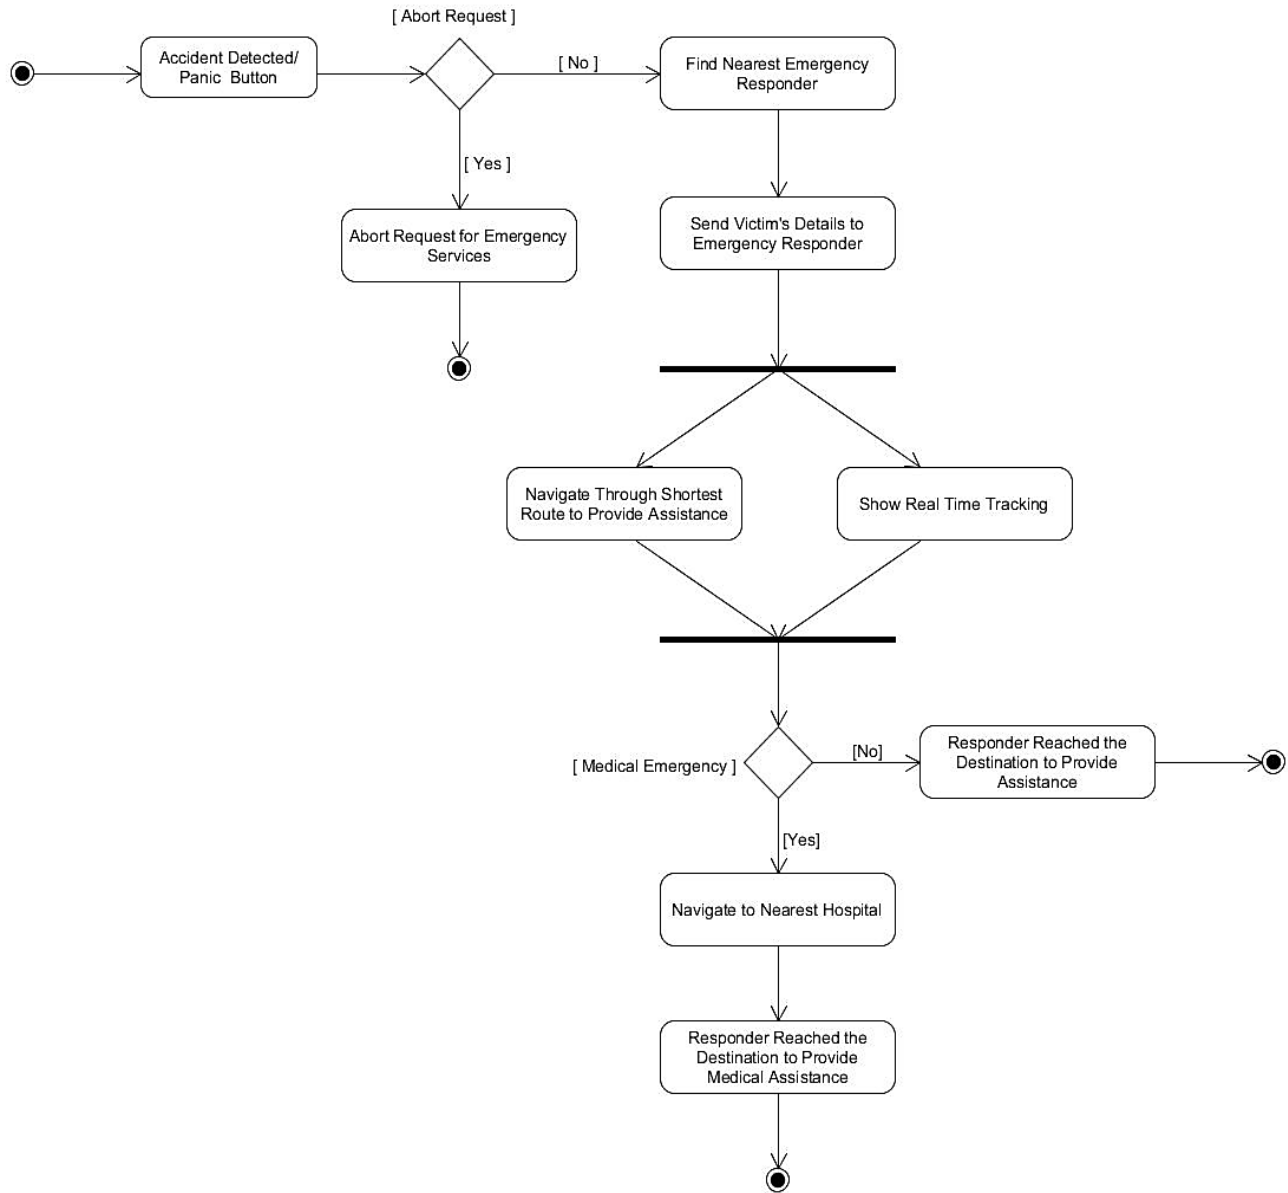 [ Abort Request ]
Accident Detected/
Panic Button
[ No ]
Find Nearest Emergency
Responder
[ Yes ]
Abort Request for Emergency
Services
Send Victim's Details to
Emergency Responder
Navigate Through Shortest
Route to Provide Assistance
Show Real Time Tracking
[ Medical Emergency ]
[No]
Responder Reached the
Destination to Provide
Assistance
[Yes]
Navigate to Nearest Hospital
Responder Reached the
Destination to Provide
Medical Assistance